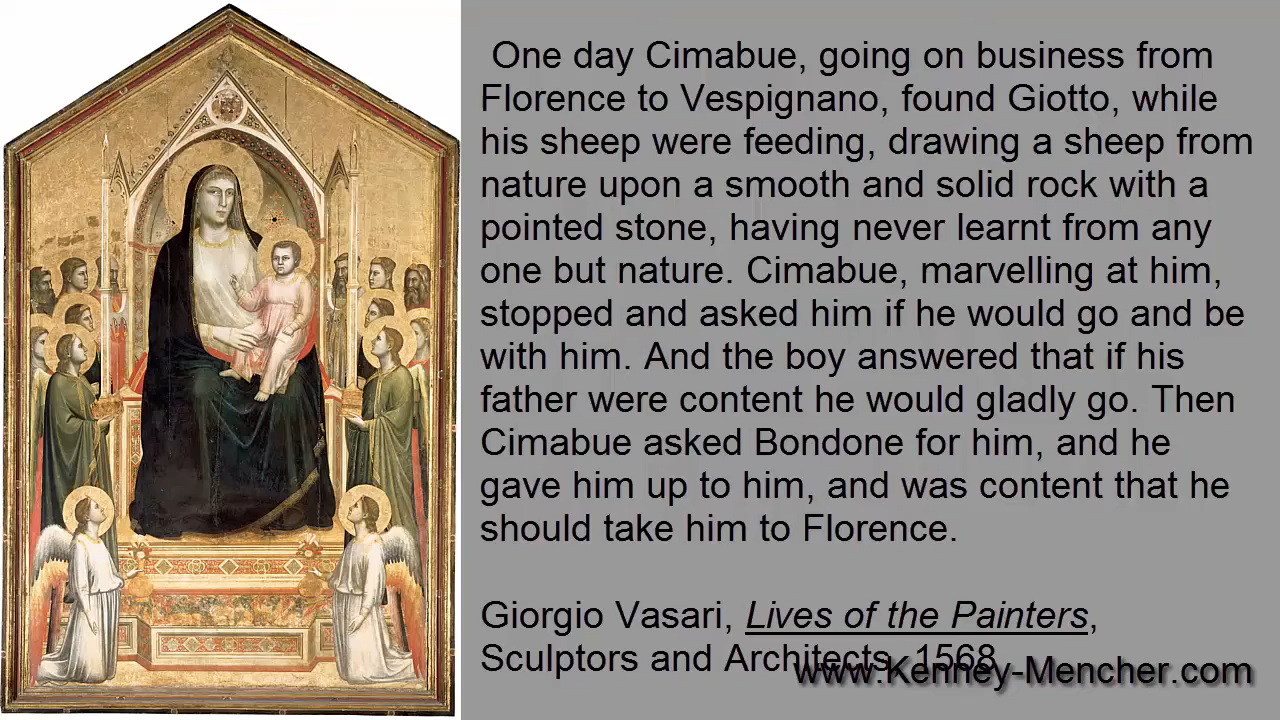 One day Cimabue, going on business from
Florence to Vespignano, found Giotto, while
his sheep were feeding, drawing a sheep from
nature upon a smooth and solid rock with a
pointed stone, having never learnt from any
one but nature. Cimabue, marvelling at him,
stopped and asked him if he would go and be
with him. And the boy answered that if his
father were content he would gladly go. Then
Cimabue asked Bondone for him, and he
gave him up to him, and was content that he
should take him to Florence.
Giorgio Vasari, Lives of the Painters,
Sculptors and Architects, 1568
www.Kenney-Mencher.com